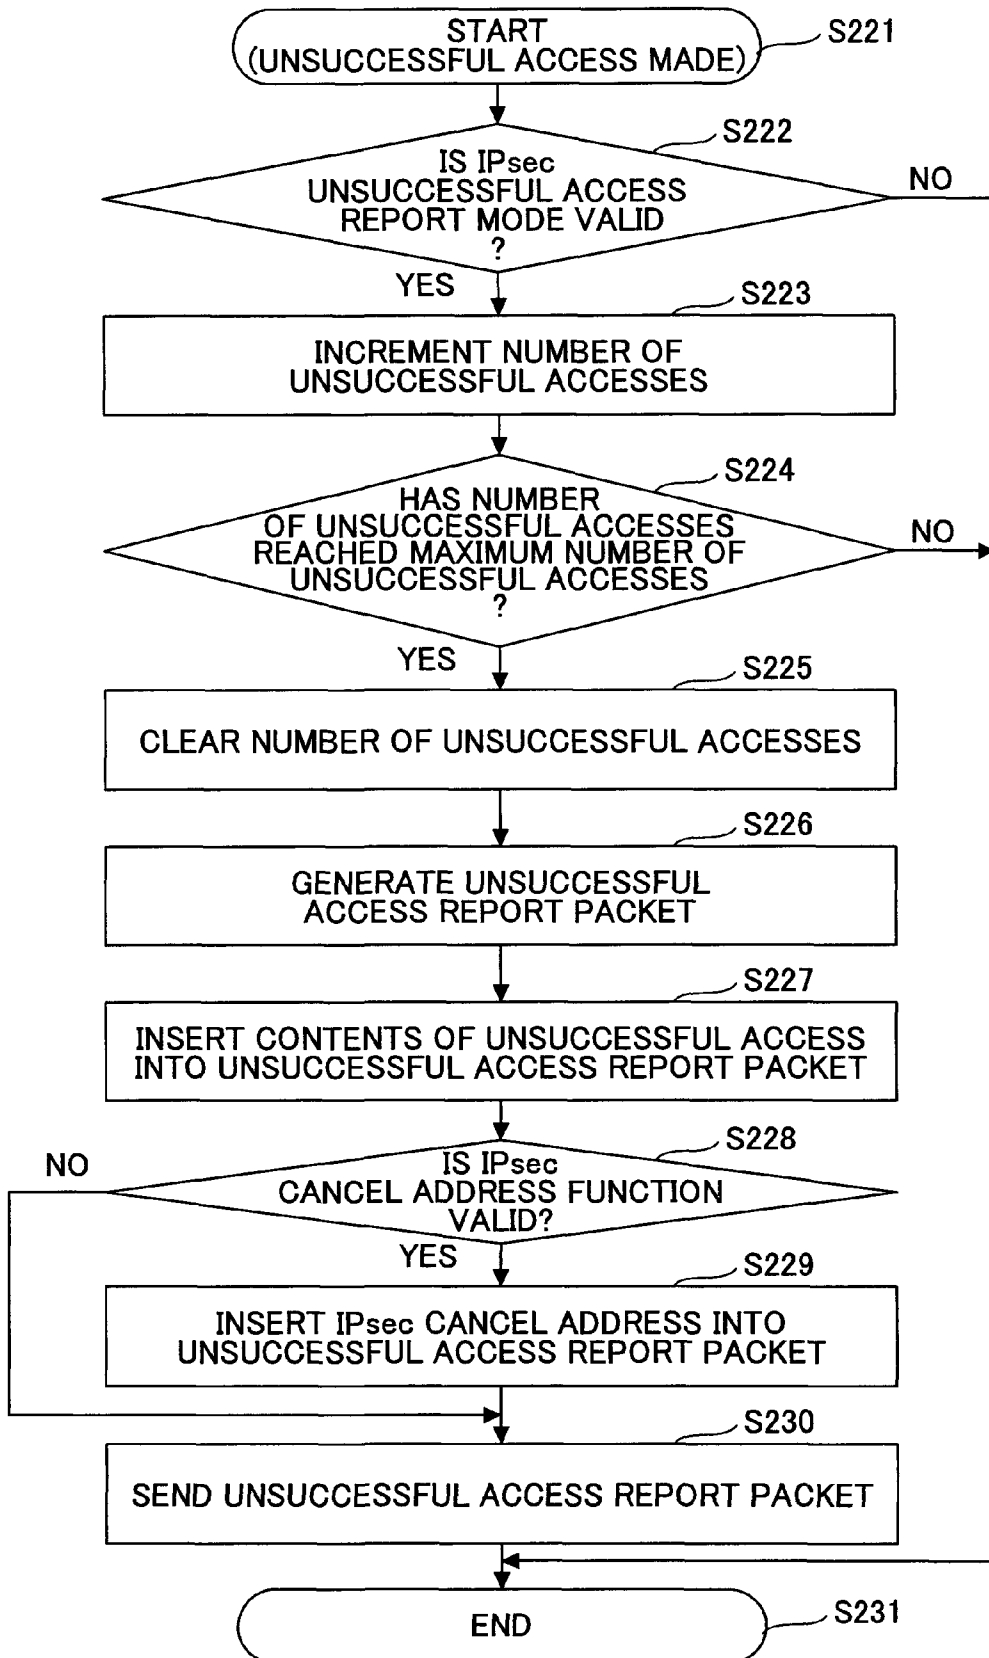 START
(UNSUCCESSFUL ACCESS MADE)
S221
S222
IS IPsec
UNSUCCESSFUL ACCESS
REPORT MODE VALID
?
NO
YES
S223
INCREMENT NUMBER OF
UNSUCCESSFUL ACCESSES
S224
HAS NUMBER
OF UNSUCCESSFUL ACCESSES
REACHED MAXIMUM NUMBER OF
UNSUCCESSFUL ACCESSES
?
NO
YES
S225
CLEAR NUMBER OF UNSUCCESSFUL ACCESSES
S226
GENERATE UNSUCCESSFUL
ACCESS REPORT PACKET
S227
INSERT CONTENTS OF UNSUCCESSFUL ACCESS
INTO UNSUCCESSFUL ACCESS REPORT PACKET
S228
NO
IS IPsec
CANCEL ADDRESS FUNCTION
VALID?
YES
S229
INSERT IPsec CANCEL ADDRESS INTO
UNSUCCESSFUL ACCESS REPORT PACKET
S230
SEND UNSUCCESSFUL ACCESS REPORT PACKET
END
S231